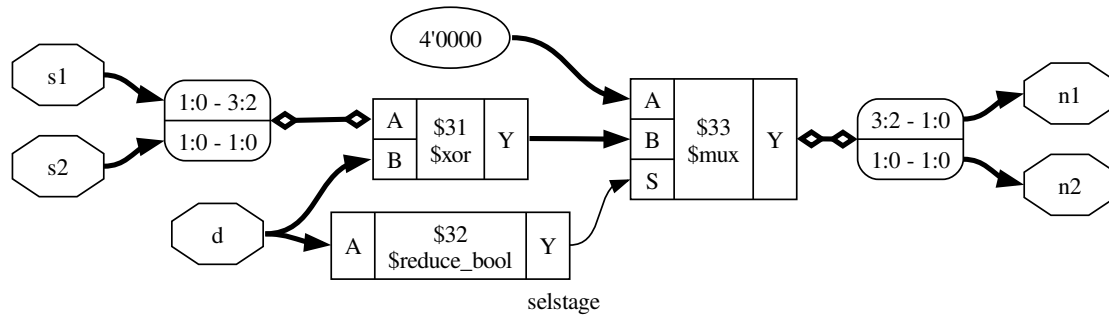 s1
s2
1:0 - 3:2
1:0 - 1:0
d
4'0000
A
B
$31
$xor
Y
A
$32
$reduce_bool
Y
A
B
S
$33
$mux
Y
3:2 - 1:0
1:0 - 1:0
n1
n2
selstage